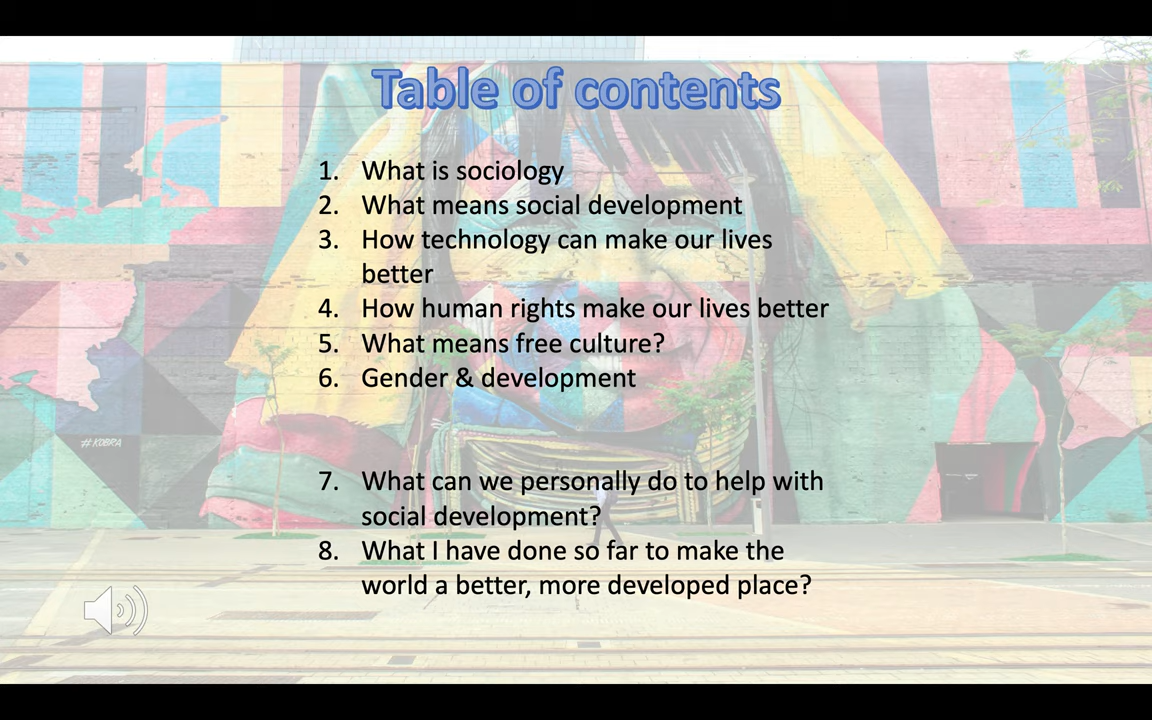 Table of contents
1. What is sociology
2. What means social development
3. How technology can make our lives
better
4. How human rights make our lives better
5. What means free culture?
6. Gender & development
#KOBRA
7. What can we personally do to help with
social development?
8. What I have done so far to make the
world a better, more developed place?